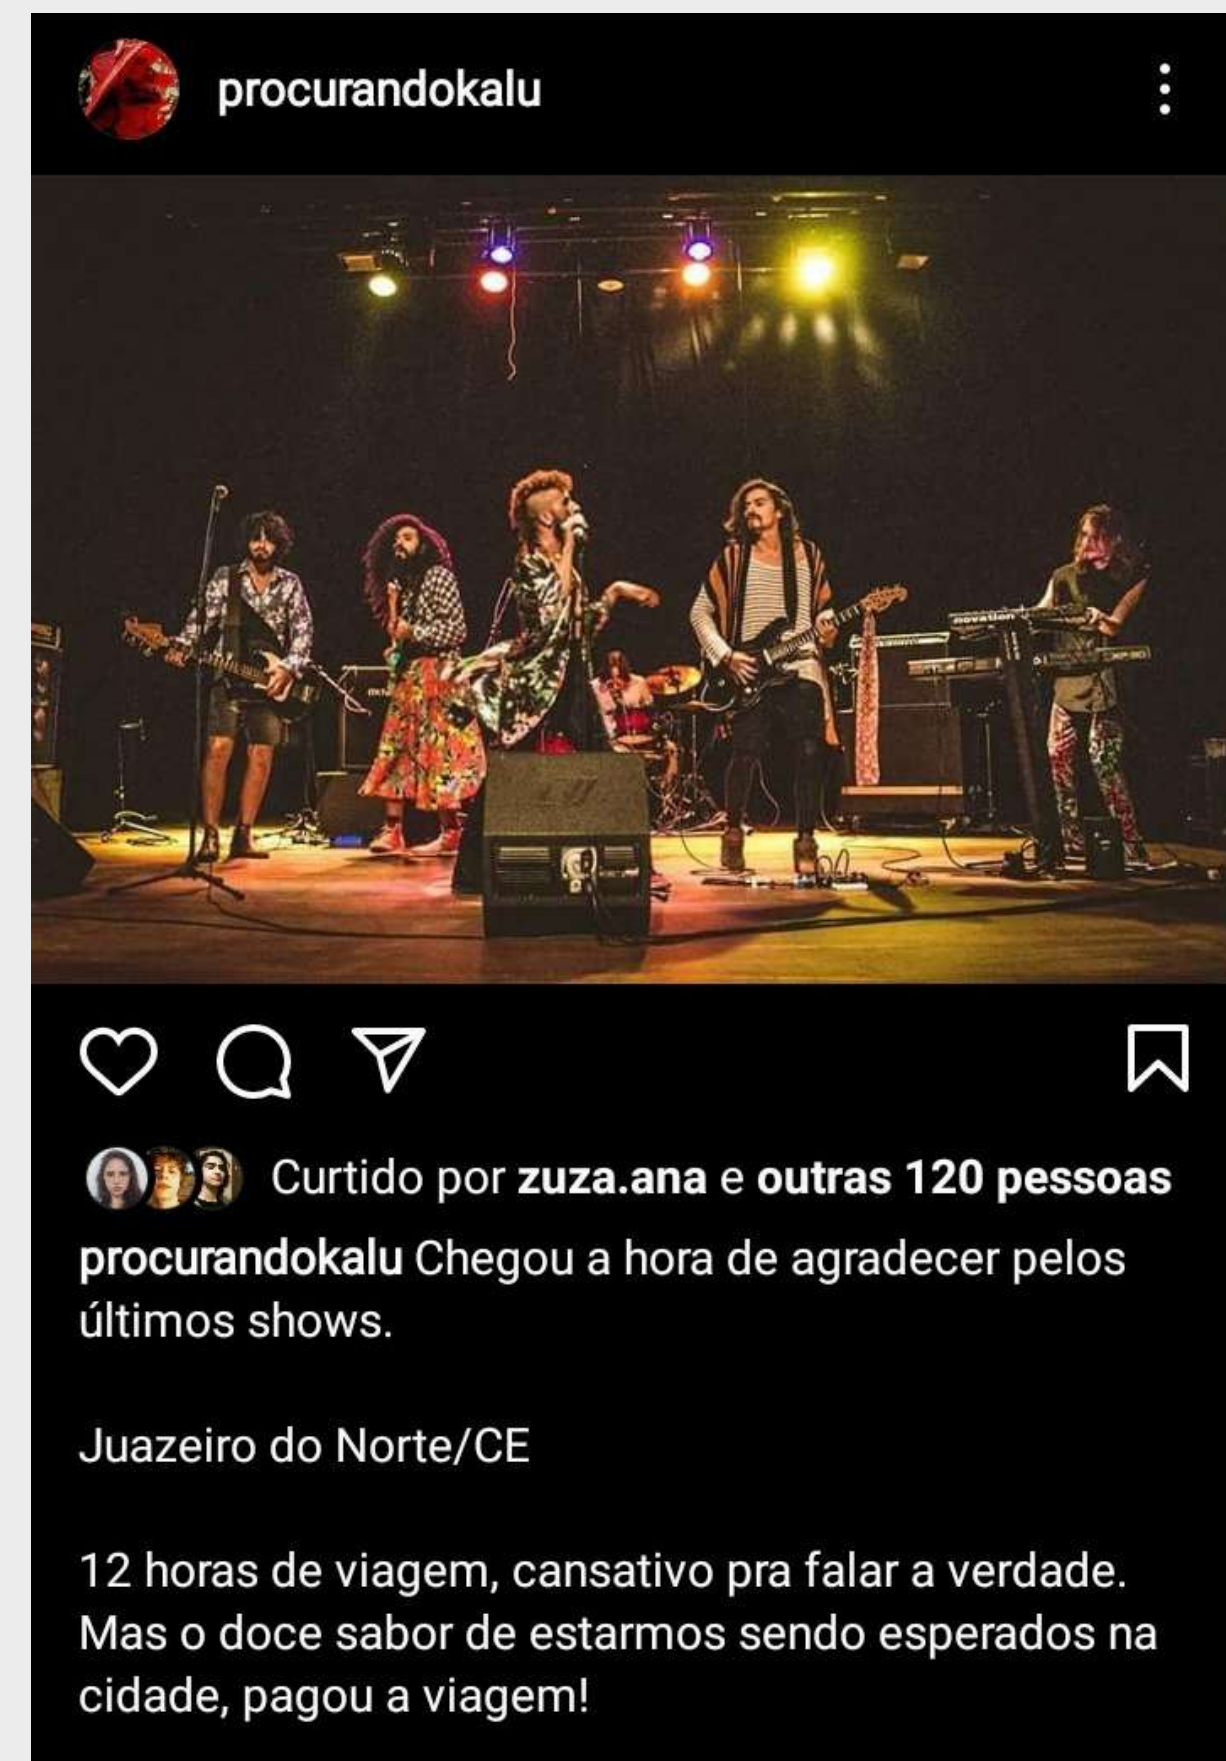 procurandokalu
novation
Curtido por zuza.ana e outras 120 pessoas
procurandokalu Chegou a hora de agradecer pelos
últimos shows.
Juazeiro do Norte/CE
12 horas de viagem, cansativo pra falar a verdade.
Mas o doce sabor de estarmos sendo esperados na
cidade, pagou a viagem!